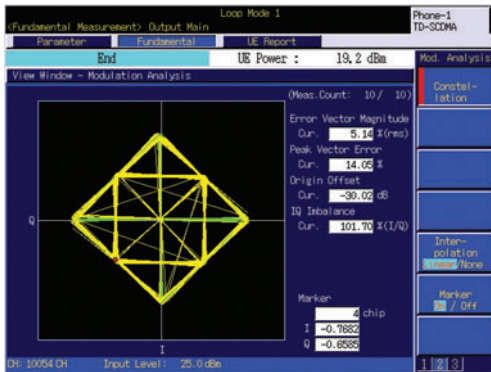 Loop Mode 1
<Fundamental Measurement> Output Main
Phone-1
TD-SCDMA
Parameter Fundamental UE Report
End UE Power : 19.2 dBm
Mod. Analysis
View Window - Modulation Analysis
(Meas.Count: 10/ 10)
Constel-
lation
Error Vector Magnitude
Cur. 5.14 %(rms)
Peak Vector Error
Cur. 14.05 %
Origin Offset
Cur. -30.02 dB
IQ Imbalance
Cur. 101.70 %(I/Q)
Q
Inter-
polation
Linear/None
Marker
4 chip
I -0.7682
Q -0.6585
Marker
On / Off
I
CH: 10054 CH Input Level: 25.0 dBm
1 2 3